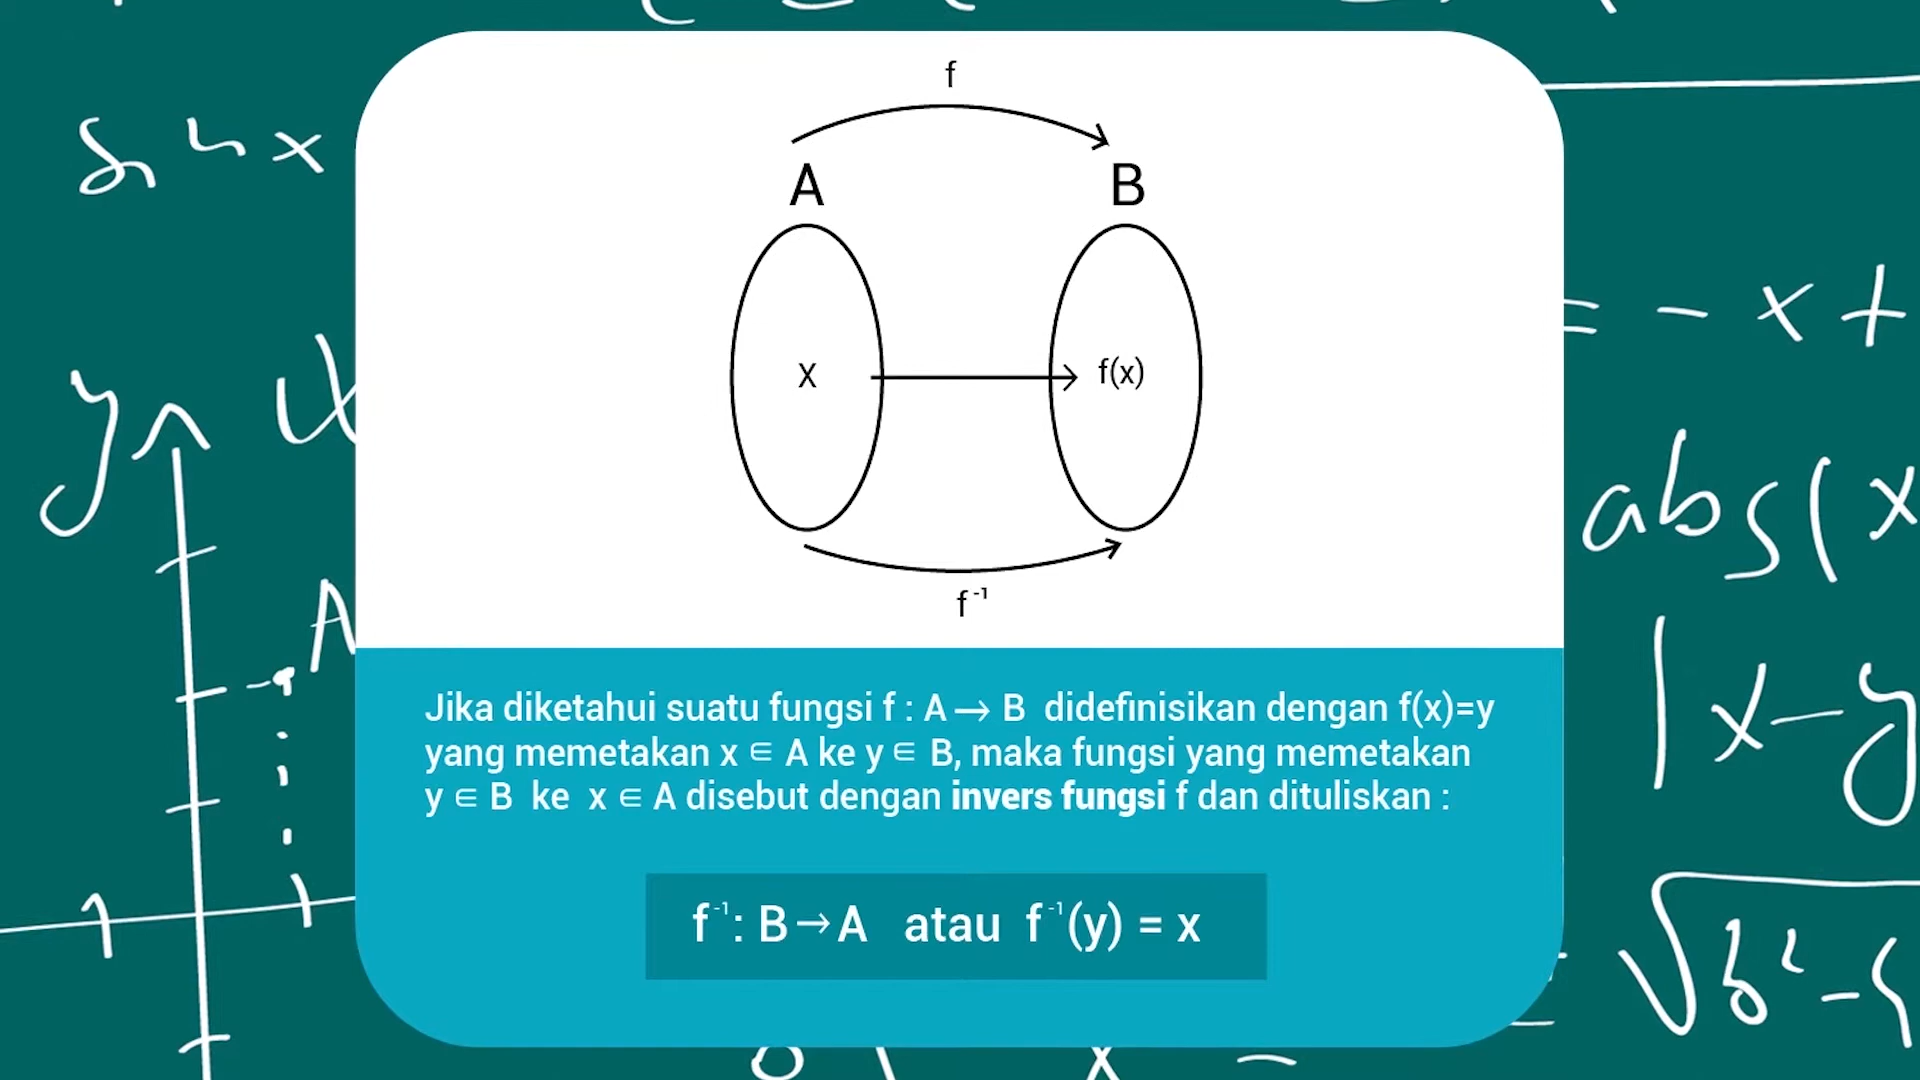 f
A B
X f(x)
f⁻¹
Jika diketahui suatu fungsi f : A → B didefinisikan dengan f(x)=y
yang memetakan x ∈ A ke y ∈ B, maka fungsi yang memetakan
y ∈ B ke x ∈ A disebut dengan invers fungsi f dan dituliskan :
f⁻¹: B→A atau f⁻¹(y) = x
y
A
= - x +
abs(x
|x-y